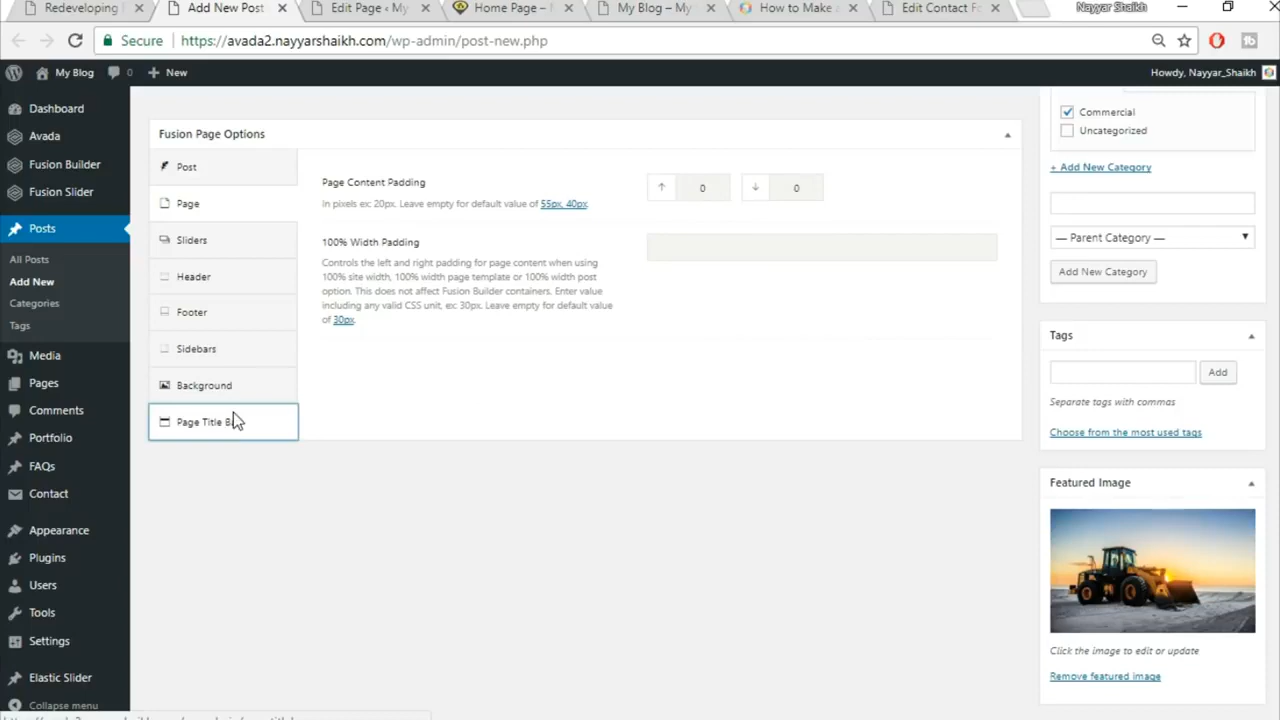 Redeveloping
Add New Post
Edit Page ‹ My
Home Page –
My Blog – My
How to Make
Edit Contact Fo
Nayyar Shaikh
Secure
https://avada2.nayyarshaikh.com/wp-admin/post-new.php
My Blog
0
New
Howdy, Nayyar_Shaikh
Dashboard
Avada
Fusion Builder
Fusion Slider
Posts
All Posts
Add New
Categories
Tags
Media
Pages
Comments
Portfolio
FAQs
Contact
Appearance
Plugins
Users
Tools
Settings
Elastic Slider
Collapse menu
Fusion Page Options
Post
Page
Sliders
Header
Footer
Sidebars
Background
Page Title B
Page Content Padding
In pixels ex: 20px. Leave empty for default value of 55px, 40px.
0
0
100% Width Padding
Controls the left and right padding for page content when using
100% site width, 100% width page template or 100% width post
option. This does not affect Fusion Builder containers. Enter value
including any valid CSS unit, ex: 30px. Leave empty for default value
of 30px.
Commercial
Uncategorized
+ Add New Category
— Parent Category —
Add New Category
Tags
Add
Separate tags with commas
Choose from the most used tags
Featured Image
Click the image to edit or update
Remove featured image